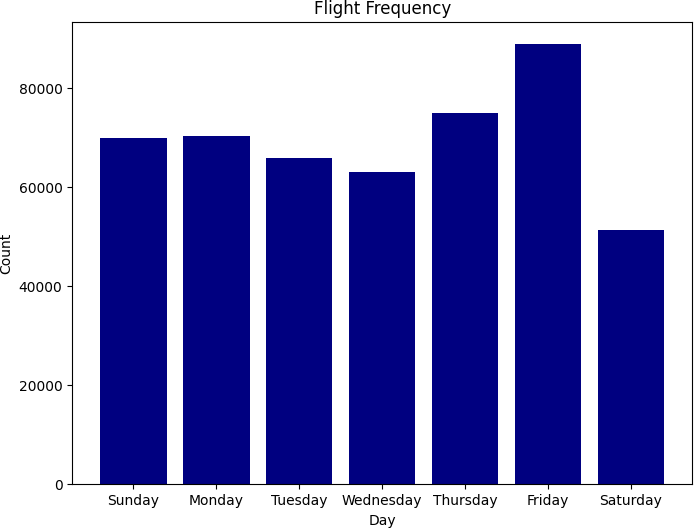 Flight Frequency
Count
80000
60000
40000
20000
0
Sunday Monday Tuesday Wednesday Thursday Friday Saturday
Day